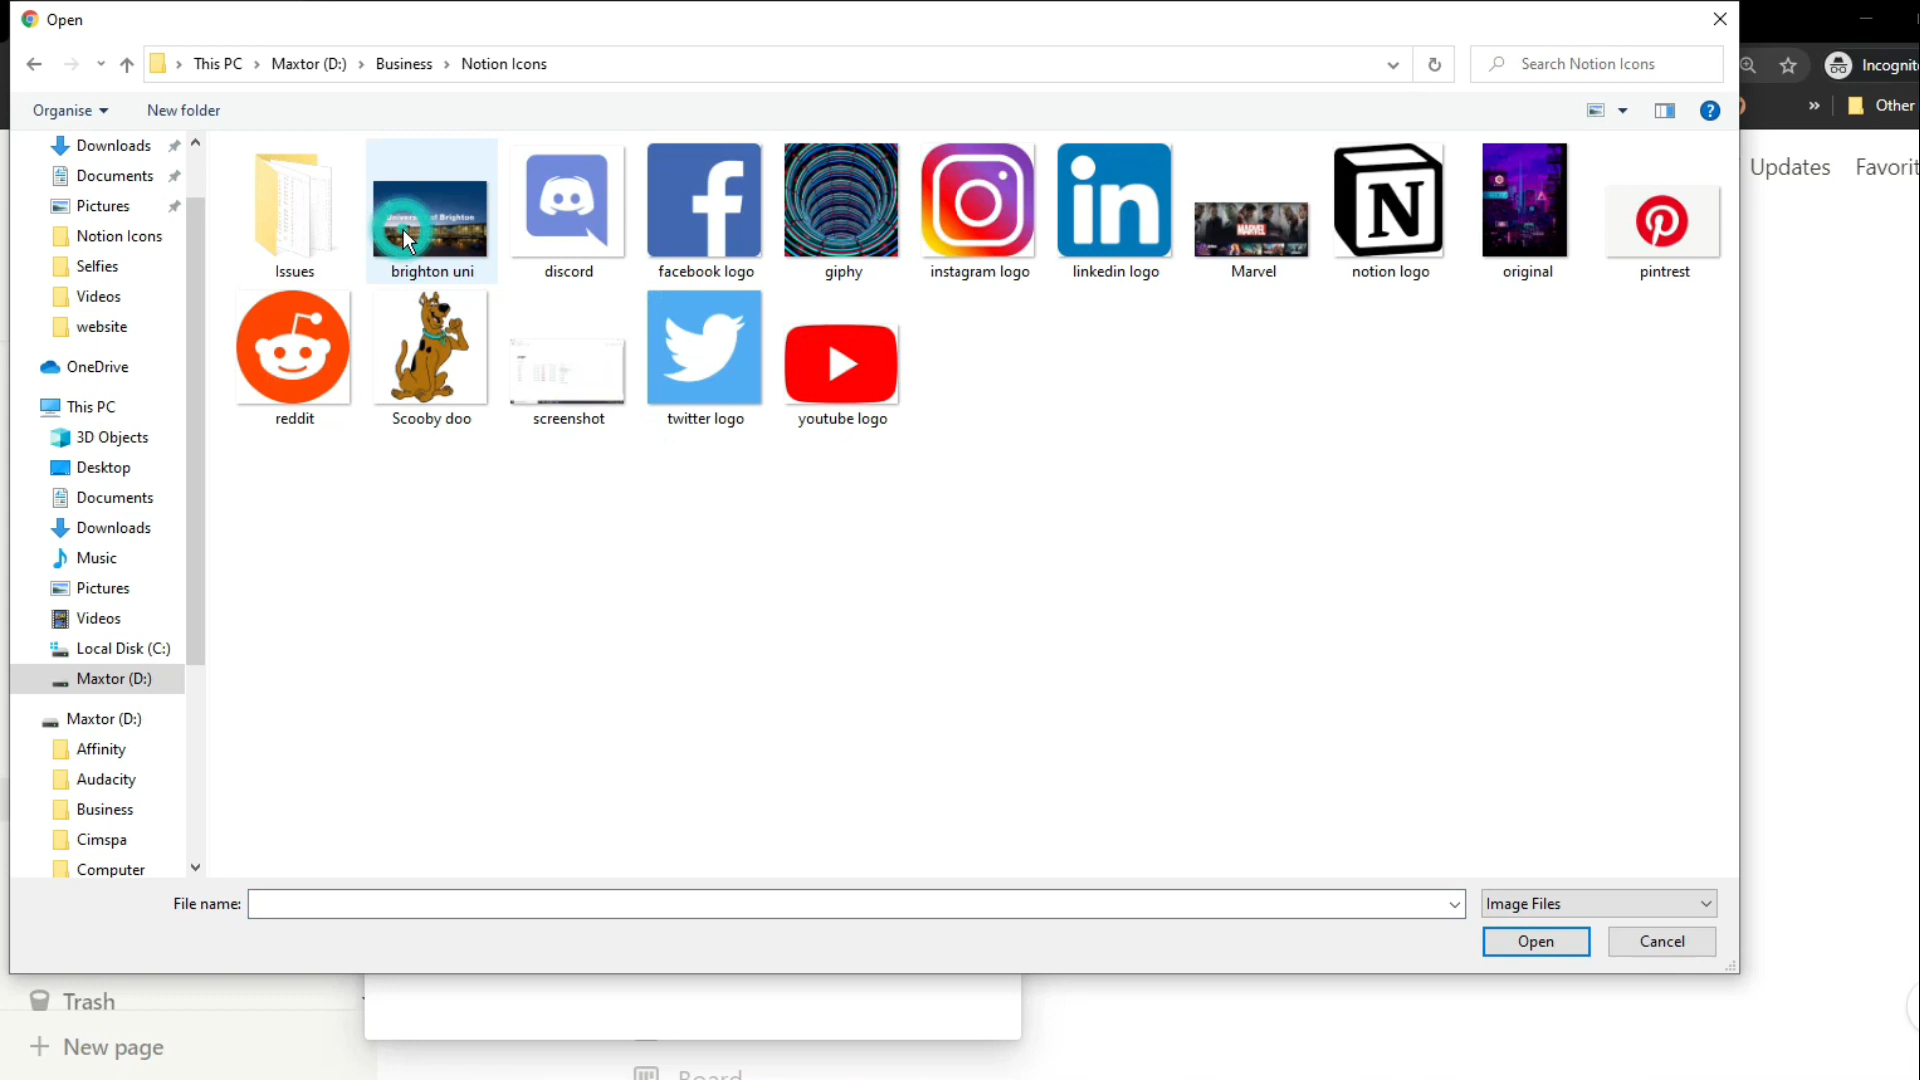 Open
This PC
Maxtor (D:)
Business
Notion Icons
Search Notion Icons
Incognit
Organise
New folder
Other
Updates
Favorit
Downloads
Documents
Pictures
Notion Icons
Selfies
Videos
website
OneDrive
This PC
3D Objects
Desktop
Documents
Downloads
Music
Pictures
Videos
Local Disk (C:)
Maxtor (D:)
Maxtor (D:)
Affinity
Audacity
Business
Cimspa
Computer
Issues
brighton uni
discord
facebook logo
giphy
instagram logo
linkedin logo
MARVEL
Marvel
notion logo
original
pintrest
reddit
Scooby doo
screenshot
twitter logo
youtube logo
File name:
Image Files
Open
Cancel
Trash
New page
Board